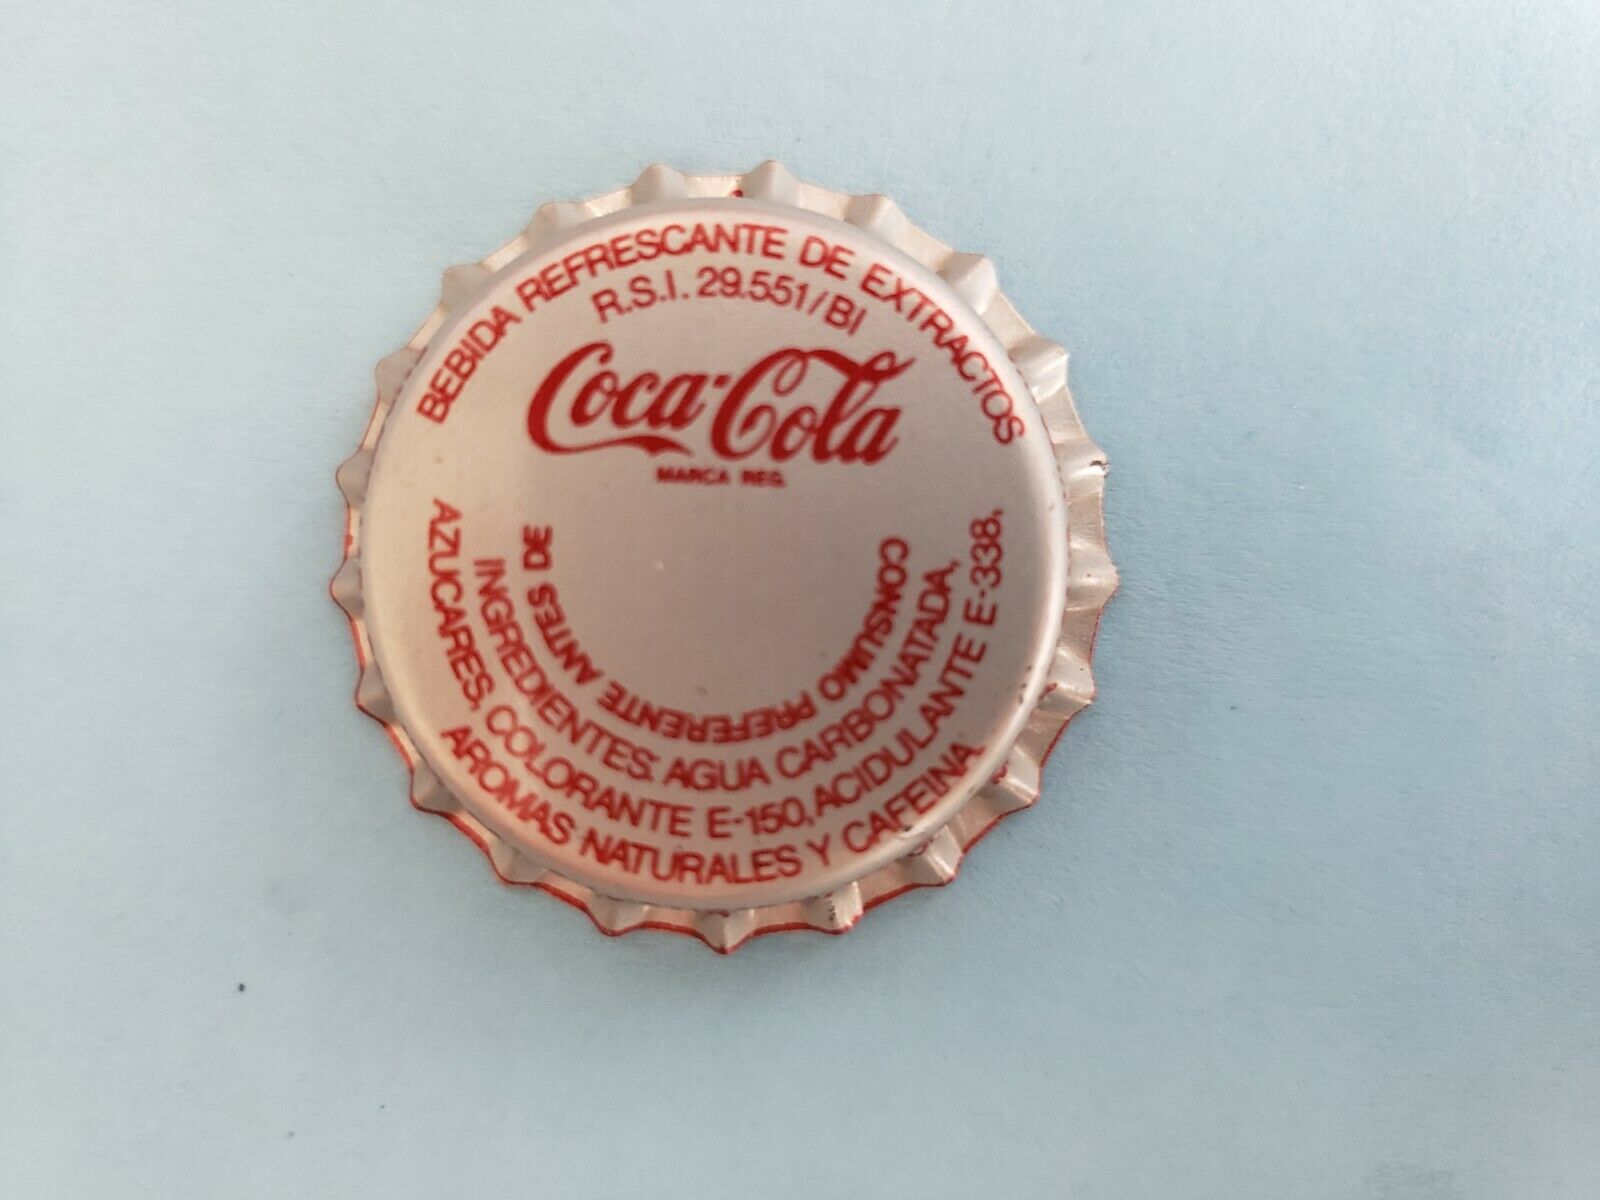 BEBIDA REFRESCANTE DE EXTRACTOS
R.S.I. 29.551/BI
Coca-Cola
MARCA REG.
CONSUMO PREFERENTE ANTES DE
INGREDIENTES: AGUA CARBONATADA,
AZUCARES, COLORANTE E-150, ACIDULANTE E-338,
AROMAS NATURALES Y CAFEINA